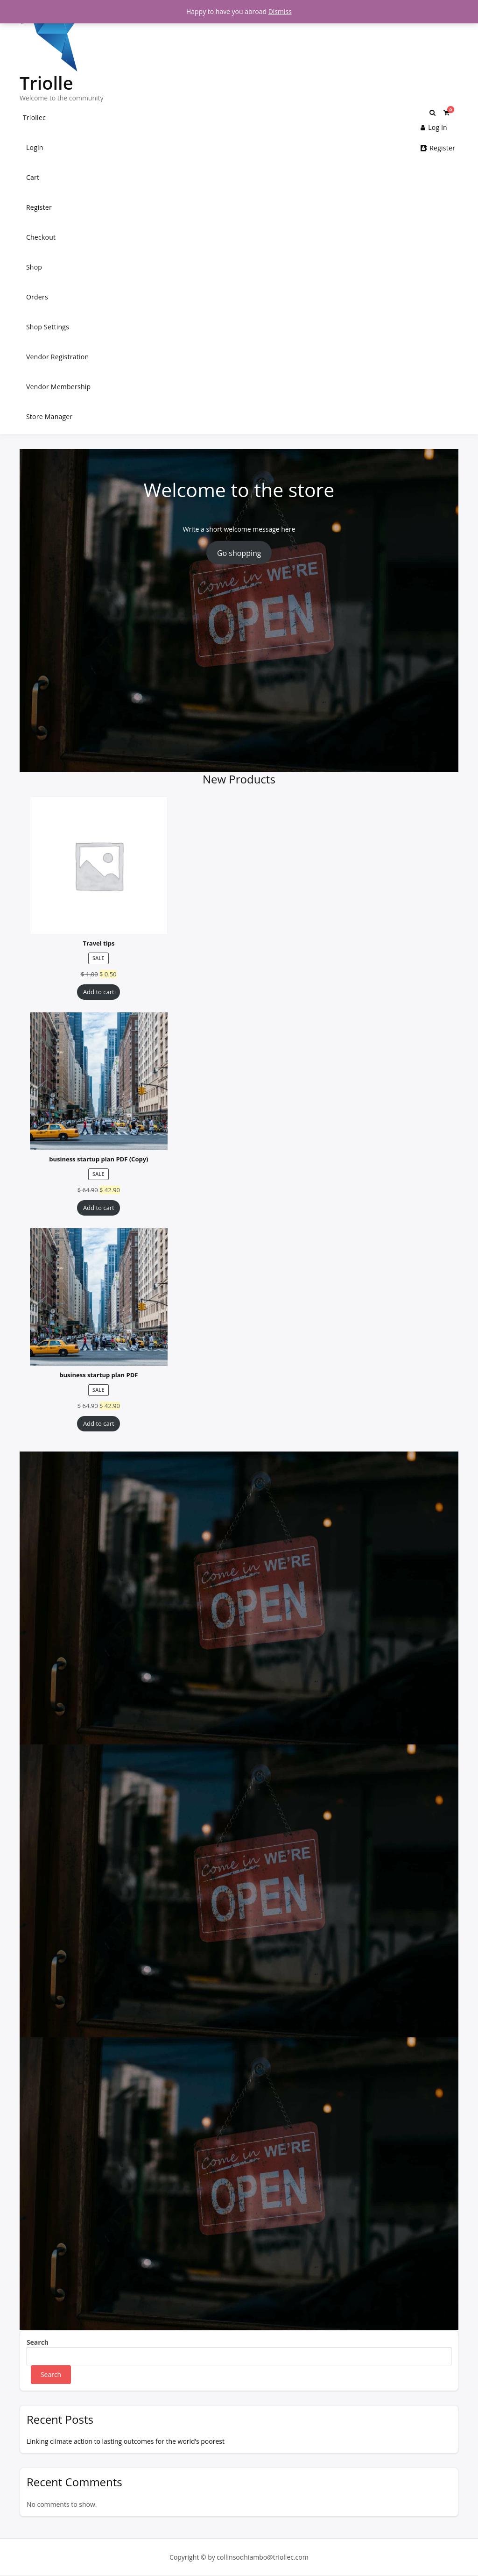 Happy to have you abroad Dismiss
Triolle
Welcome to the community
0
Triollec
Log in
Register
Login
Cart
Register
Checkout
Shop
Orders
Shop Settings
Vendor Registration
Vendor Membership
Store Manager
Welcome to the store
Write a short welcome message here
Go shopping
Come in WE'RE
OPEN
New Products
Travel tips
SALE
$ 1.00 $ 0.50
Add to cart
business startup plan PDF (Copy)
SALE
$ 64.90 $ 42.90
Add to cart
business startup plan PDF
SALE
$ 64.90 $ 42.90
Add to cart
Come in WE'RE
OPEN
Come in WE'RE
OPEN
Come in WE'RE
OPEN
Search
Search
Recent Posts
Linking climate action to lasting outcomes for the world's poorest
Recent Comments
No comments to show.
Copyright © by collinsodhiambo@triollec.com